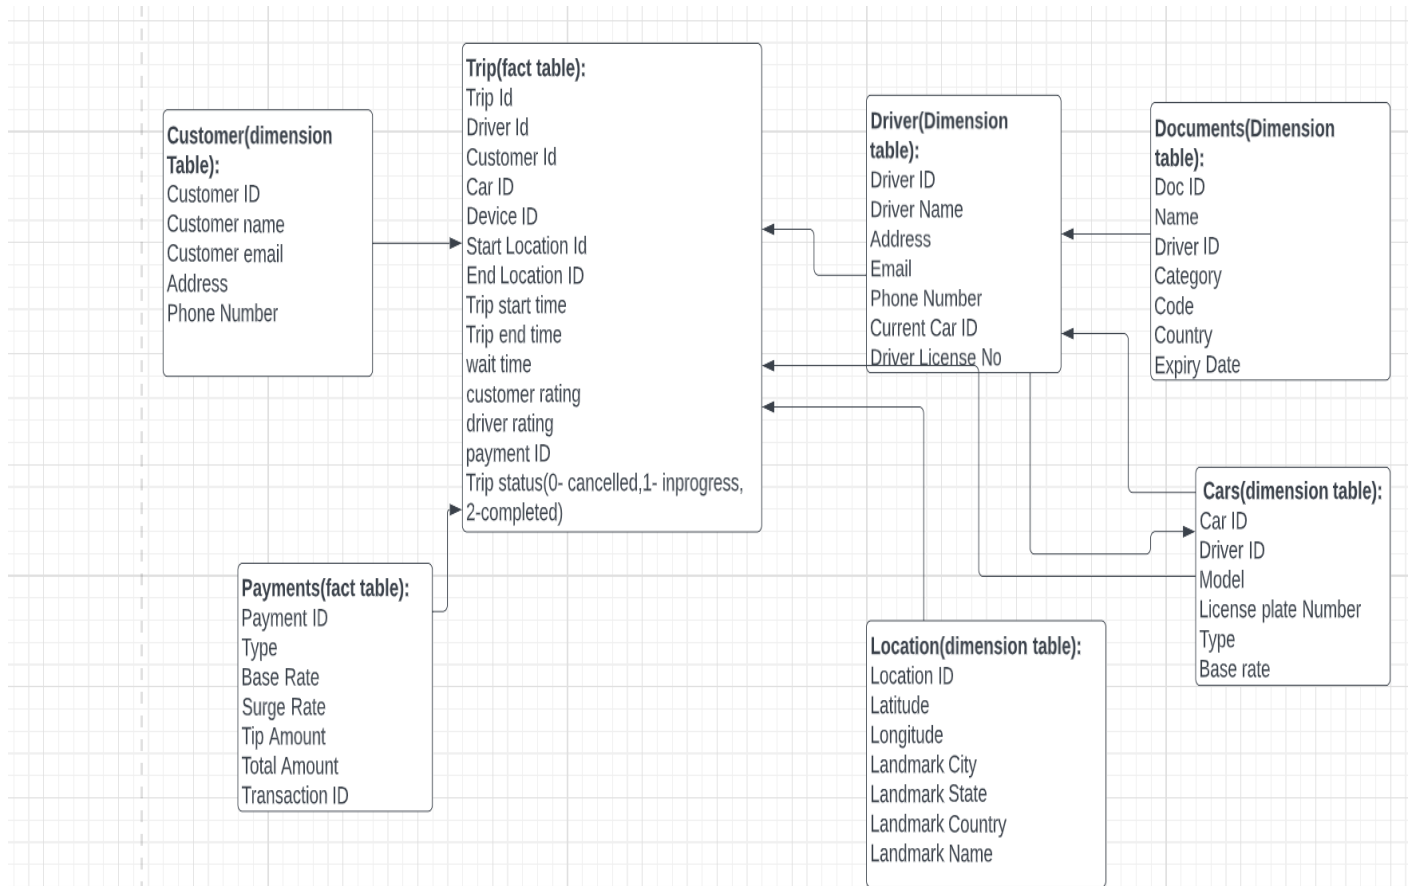 Customer(dimension
Table):
Customer ID
Customer name
Customer email
Address
Phone Number
Trip(fact table):
Trip Id
Driver Id
Customer Id
Car ID
Device ID
Start Location Id
End Location ID
Trip start time
Trip end time
wait time
customer rating
driver rating
payment ID
Trip status(0- cancelled,1- inprogress,
2-completed)
Driver(Dimension
table):
Driver ID
Driver Name
Address
Email
Phone Number
Current Car ID
Driver License No
Documents(Dimension
table):
Doc ID
Name
Driver ID
Category
Code
Country
Expiry Date
Payments(fact table):
Payment ID
Type
Base Rate
Surge Rate
Tip Amount
Total Amount
Transaction ID
Location(dimension table):
Location ID
Latitude
Longitude
Landmark City
Landmark State
Landmark Country
Landmark Name
Cars(dimension table):
Car ID
Driver ID
Model
License plate Number
Type
Base rate